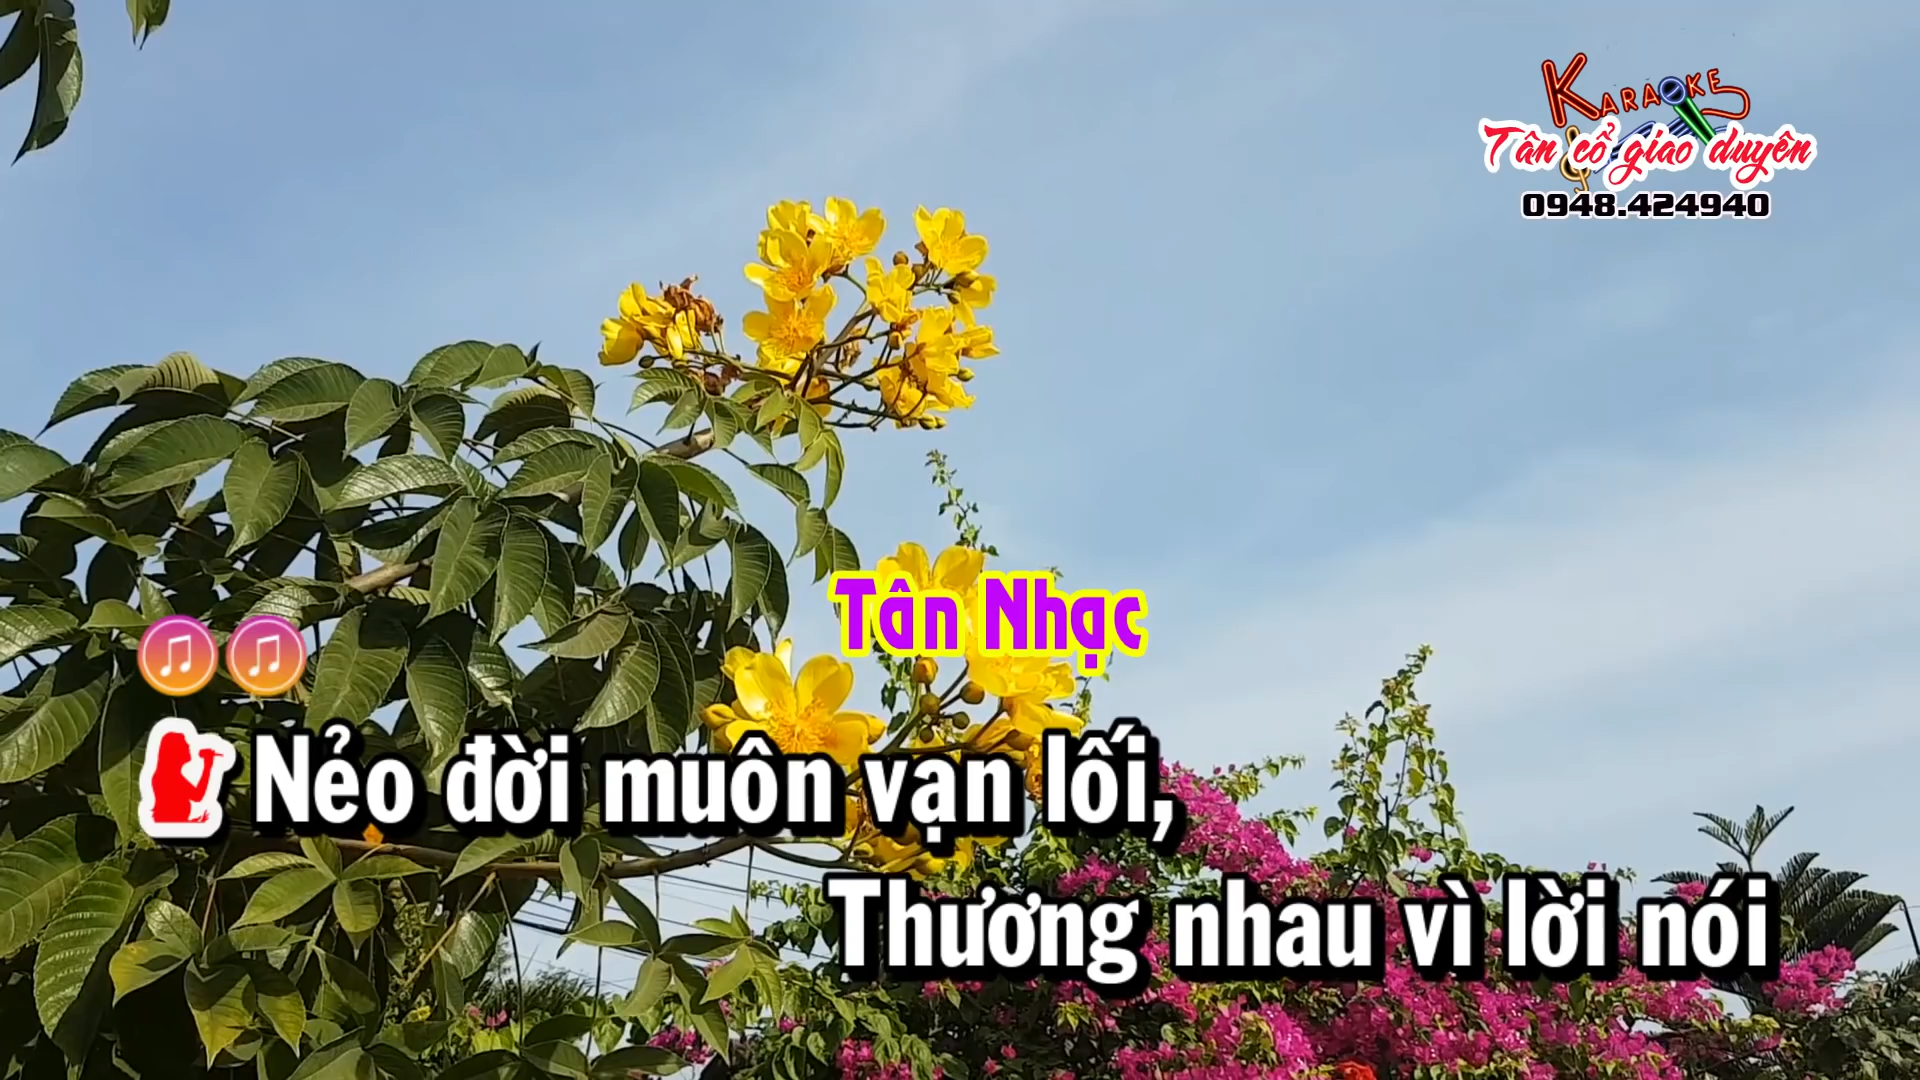 KARAOKE
Tân cổ giao duyên
0948.424940
Tân Nhạc
Nẻo đời muôn vạn lối,
Thương nhau vì lời nói